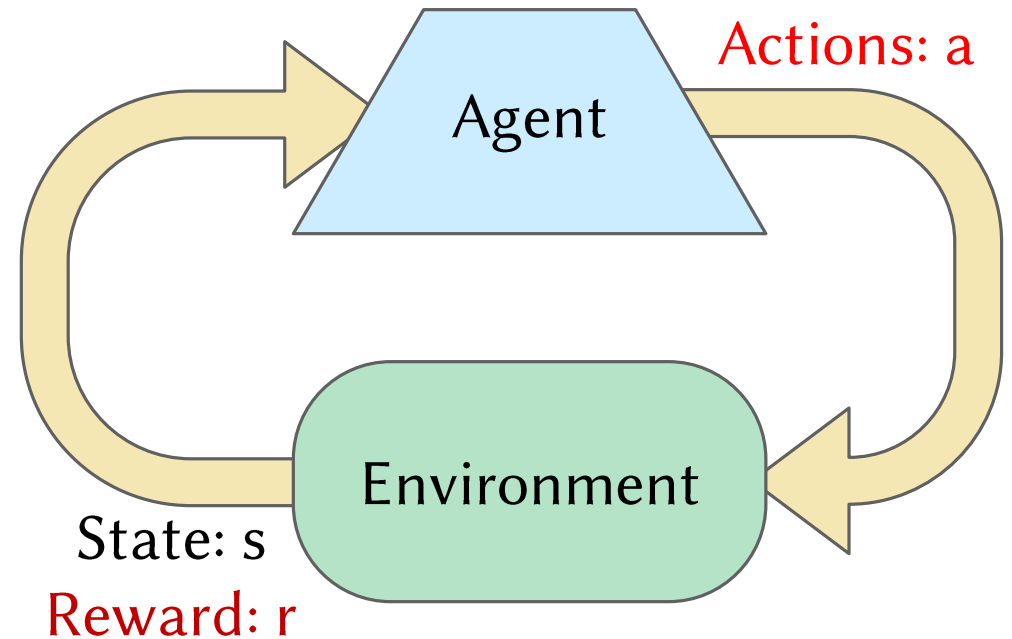 Actions: a
Agent
Environment
State: s
Reward: r